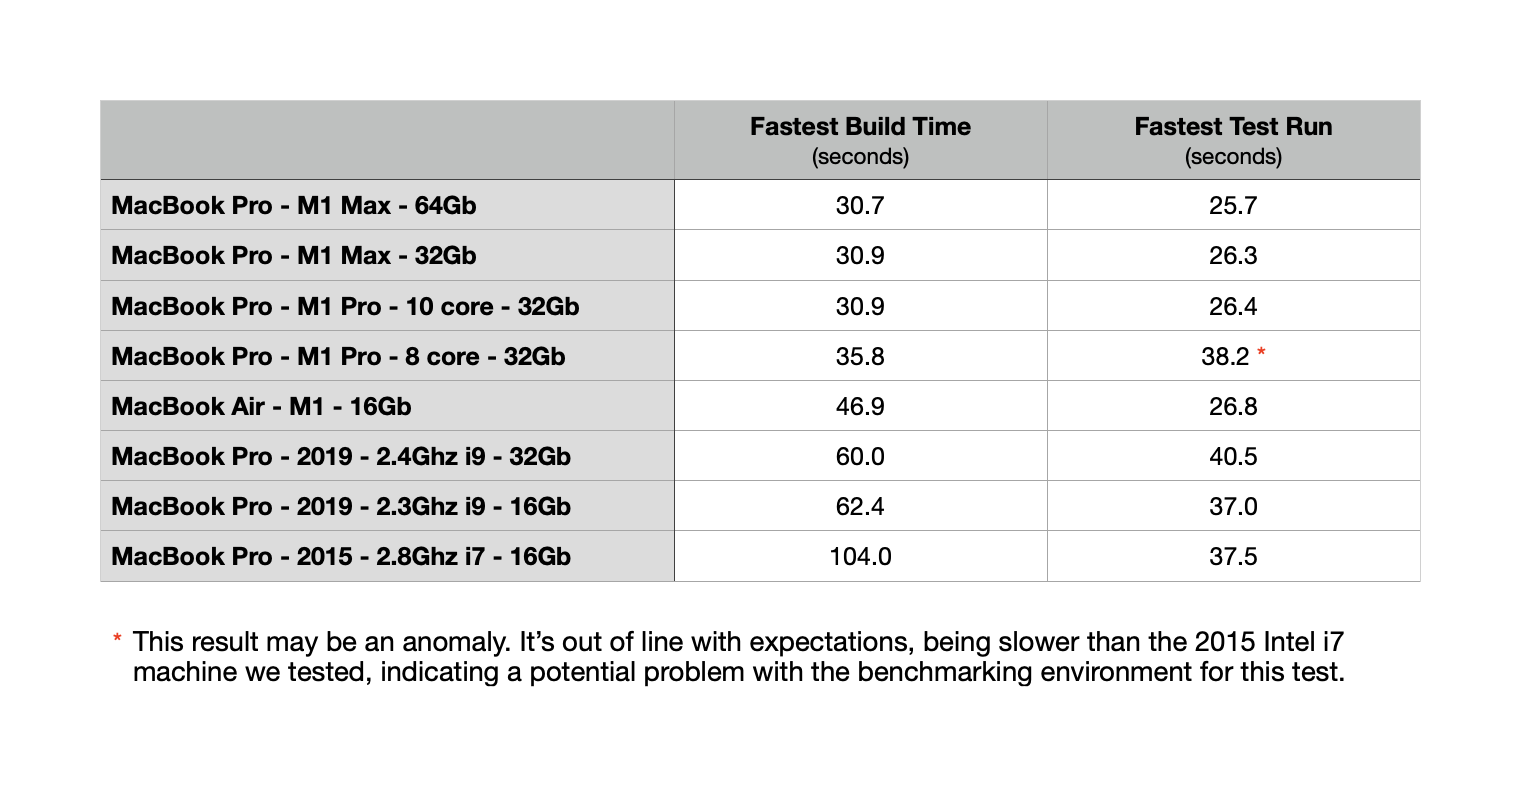 Fastest Build Time Fastest Test Run
(seconds) (seconds)
MacBook Pro - M1 Max - 64Gb 30.7 25.7
MacBook Pro - M1 Max - 32Gb 30.9 26.3
MacBook Pro - M1 Pro - 10 core - 32Gb 30.9 26.4
MacBook Pro - M1 Pro - 8 core - 32Gb 35.8 38.2 *
MacBook Air - M1 - 16Gb 46.9 26.8
MacBook Pro - 2019 - 2.4Ghz i9 - 32Gb 60.0 40.5
MacBook Pro - 2019 - 2.3Ghz i9 - 16Gb 62.4 37.0
MacBook Pro - 2015 - 2.8Ghz i7 - 16Gb 104.0 37.5
* This result may be an anomaly. It’s out of line with expectations, being slower than the 2015 Intel i7
machine we tested, indicating a potential problem with the benchmarking environment for this test.